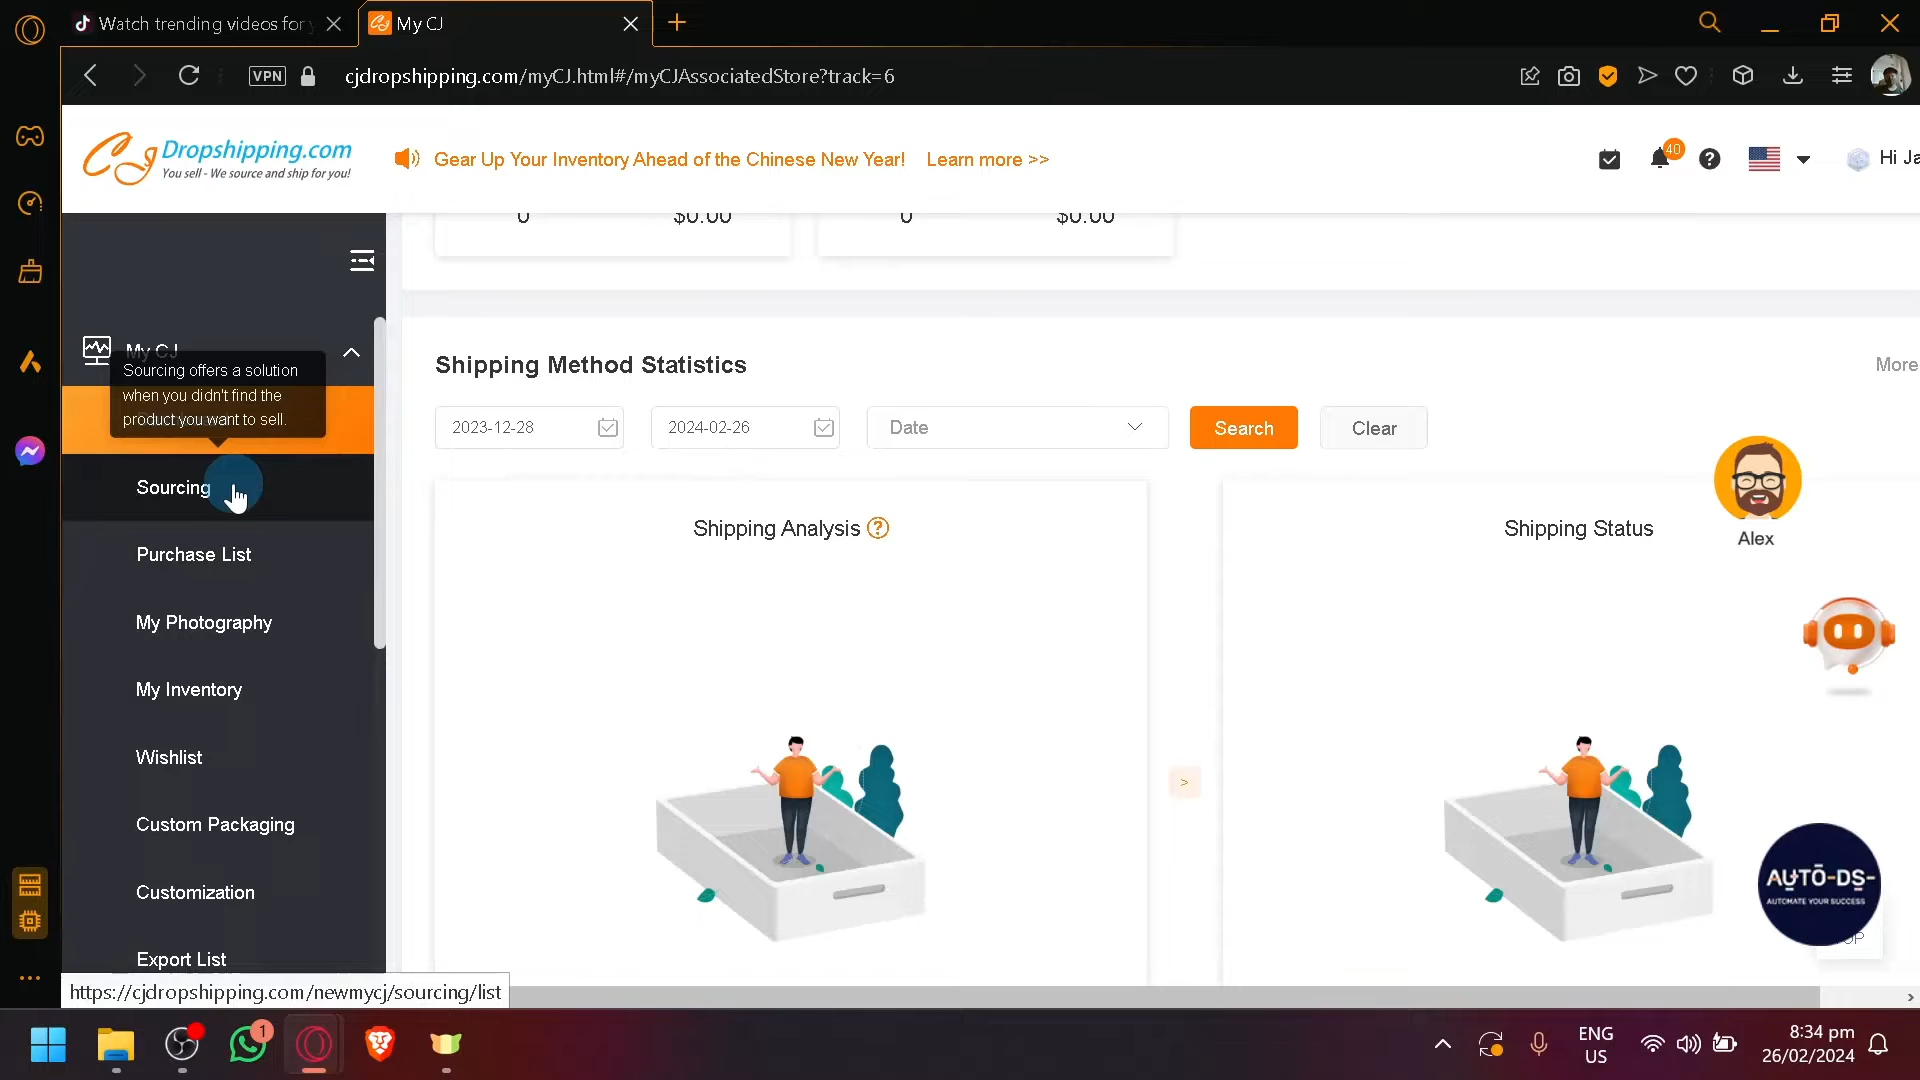 Watch trending videos for
My CJ
VPN
cjdropshipping.com/myCJ.html#/myCJAssociatedStore?track=6
CJ Dropshipping.com
You sell - We source and ship for you!
Gear Up Your Inventory Ahead of the Chinese New Year! Learn more >>
40
Hi Ja
0 $0.00 0 $0.00
My CJ
Sourcing offers a solution
when you didn't find the
product you want to sell.
Sourcing
Purchase List
My Photography
My Inventory
Wishlist
Custom Packaging
Customization
Export List
Shipping Method Statistics
More
2023-12-28
2024-02-26
Date
Search
Clear
Shipping Analysis ?
Shipping Status
Alex
>
AUTO-DS-
AUTOMATE YOUR SUCCESS
https://cjdropshipping.com/newmycj/sourcing/list
1
ENG
US
8:34 pm
26/02/2024